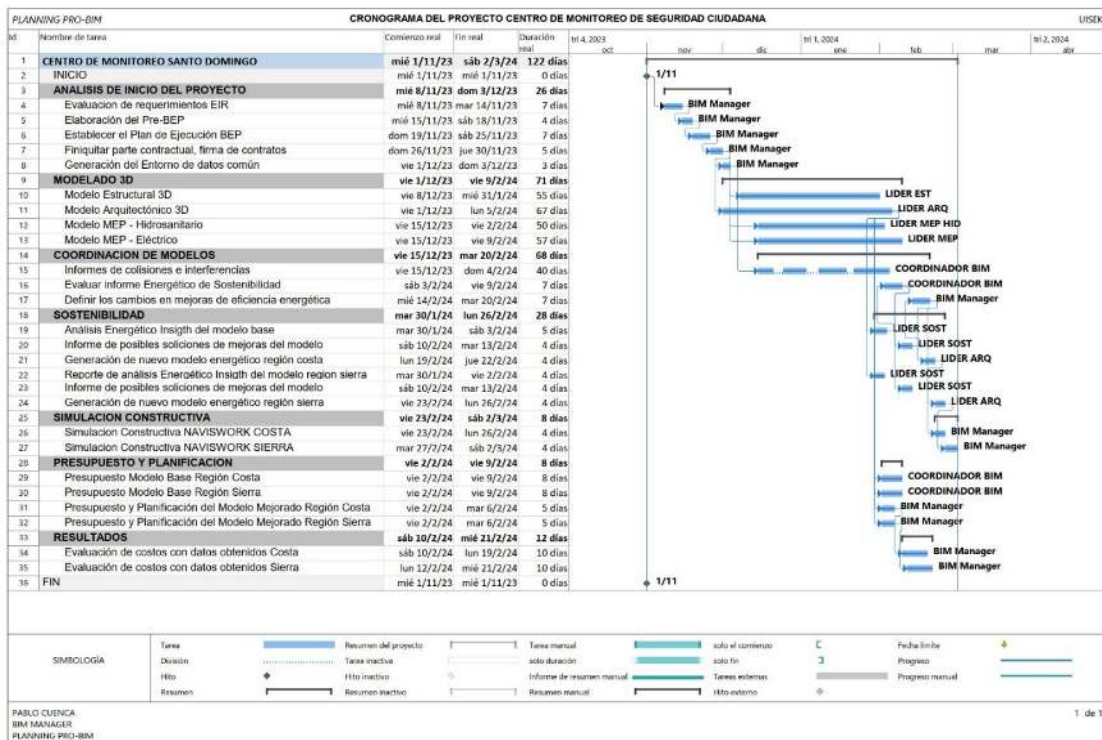 PLANNING PRO-BIM CRONOGRAMA DEL PROYECTO CENTRO DE MONITOREO DE SEGURIDAD CIUDADANA UISEK
Id Nombre de tarea Comienzo real Fin real Duración real tri 4, 2023 tri 1, 2024 tri 2, 2024
oct nov dic ene feb mar abr
1 CENTRO DE MONITOREO SANTO DOMINGO mié 1/11/23 sáb 2/3/24 122 días
2 INICIO mié 1/11/23 mié 1/11/23 0 días 1/11
3 ANALISIS DE INICIO DEL PROYECTO mié 8/11/23 dom 3/12/23 26 días
4 Evaluacion de requerimientos EIR mié 8/11/23 mar 14/11/23 7 días BIM Manager
5 Elaboración del Pre-BEP mié 15/11/23 sáb 18/11/23 4 días BIM Manager
6 Establecer el Plan de Ejecución BEP dom 19/11/23 sáb 25/11/23 7 días BIM Manager
7 Finiquitar parte contractual, firma de contratos dom 26/11/23 jue 30/11/23 5 días BIM Manager
8 Generación del Entorno de datos común vie 1/12/23 dom 3/12/23 3 días BIM Manager
9 MODELADO 3D vie 1/12/23 vie 9/2/24 71 días
10 Modelo Estructural 3D vie 8/12/23 mié 31/1/24 55 días LIDER EST
11 Modelo Arquitectónico 3D vie 1/12/23 lun 5/2/24 67 días LIDER ARQ
12 Modelo MEP - Hidrosanitario vie 15/12/23 vie 2/2/24 50 días LIDER MEP HID
13 Modelo MEP - Eléctrico vie 15/12/23 vie 9/2/24 57 días LIDER MEP
14 COORDINACION DE MODELOS vie 15/12/23 mar 20/2/24 68 días
15 Informes de colisiones e interferencias vie 15/12/23 dom 4/2/24 40 días COORDINADOR BIM
16 Evaluar informe Energético de Sostenibilidad sáb 3/2/24 vie 9/2/24 7 días COORDINADOR BIM
17 Definir los cambios en mejoras de eficiencia energética mié 14/2/24 mar 20/2/24 7 días BIM Manager
18 SOSTENIBILIDAD mar 30/1/24 lun 26/2/24 28 días
19 Análisis Energético Insigth del modelo base mar 30/1/24 sáb 3/2/24 5 días LIDER SOST
20 Informe de posibles soliciones de mejoras del modelo sáb 10/2/24 mar 13/2/24 4 días LIDER SOST
21 Generación de nuevo modelo energético región costa lun 19/2/24 jue 22/2/24 4 días LIDER ARQ
22 Reporte de análisis Energético Insigth del modelo region sierra mar 30/1/24 vie 2/2/24 4 días LIDER SOST
23 Informe de posibles soliciones de mejoras del modelo sáb 10/2/24 mar 13/2/24 4 días LIDER SOST
24 Generación de nuevo modelo energético región sierra vie 23/2/24 lun 26/2/24 4 días LIDER ARQ
25 SIMULACION CONSTRUCTIVA vie 23/2/24 sáb 2/3/24 8 días
26 Simulacion Constructiva NAVISWORK COSTA vie 23/2/24 lun 26/2/24 4 días BIM Manager
27 Simulacion Constructiva NAVISWORK SIERRA mar 27/2/24 sáb 2/3/24 4 días BIM Manager
28 PRESUPUESTO Y PLANIFICACION vie 2/2/24 vie 9/2/24 8 días
29 Presupuesto Modelo Base Región Costa vie 2/2/24 vie 9/2/24 8 días COORDINADOR BIM
30 Presupuesto Modelo Base Región Sierra vie 2/2/24 vie 9/2/24 8 días COORDINADOR BIM
31 Presupuesto y Planificación del Modelo Mejorado Región Costa vie 2/2/24 mar 6/2/24 5 días BIM Manager
32 Presupuesto y Planificación del Modelo Mejorado Región Sierra vie 2/2/24 mar 6/2/24 5 días BIM Manager
33 RESULTADOS sáb 10/2/24 mié 21/2/24 12 días
34 Evaluación de costos con datos obtenidos Costa sáb 10/2/24 lun 19/2/24 10 días BIM Manager
35 Evaluación de costos con datos obtenidos Sierra lun 12/2/24 mié 21/2/24 10 días BIM Manager
36 FIN mié 1/11/23 mié 1/11/23 0 días 1/11
SIMBOLOGÍA
Tarea Resumen del proyecto Tarea manual solo el comienzo Fecha límite
División Tarea inactiva solo duración solo fin Progreso
Hito Hito inactivo Informe de resumen manual Tareas externas Progreso manual
Resumen Resumen inactivo Resumen manual Hito externo
PABLO CUENCA 1 de 1
BIM MANAGER
PLANNING PRO-BIM